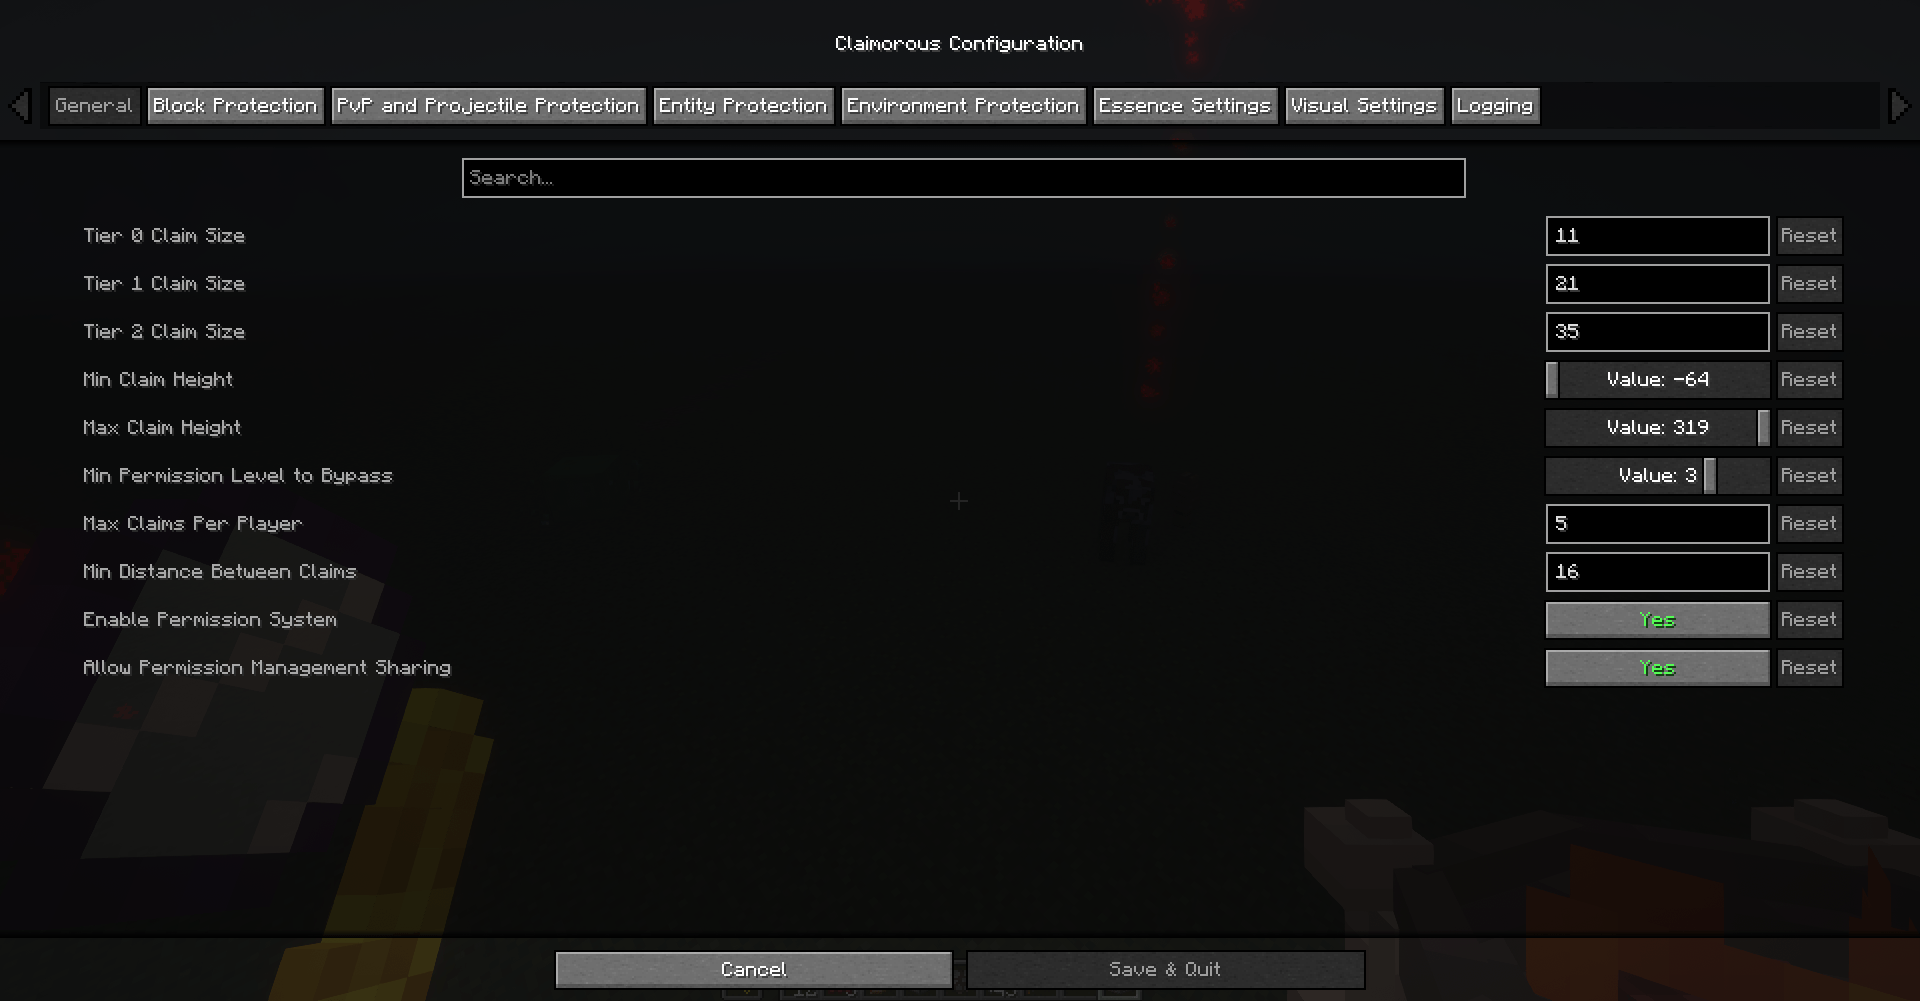 Claimorous Configuration
General Block Protection PvP and Projectile Protection Entity Protection Environment Protection Essence Settings Visual Settings Logging
Search...
Tier 0 Claim Size 11 Reset
Tier 1 Claim Size 21 Reset
Tier 2 Claim Size 35 Reset
Min Claim Height Value: -64 Reset
Max Claim Height Value: 319 Reset
Min Permission Level to Bypass Value: 3 Reset
Max Claims Per Player 5 Reset
Min Distance Between Claims 16 Reset
Enable Permission System Yes Reset
Allow Permission Management Sharing Yes Reset
Cancel Save & Quit